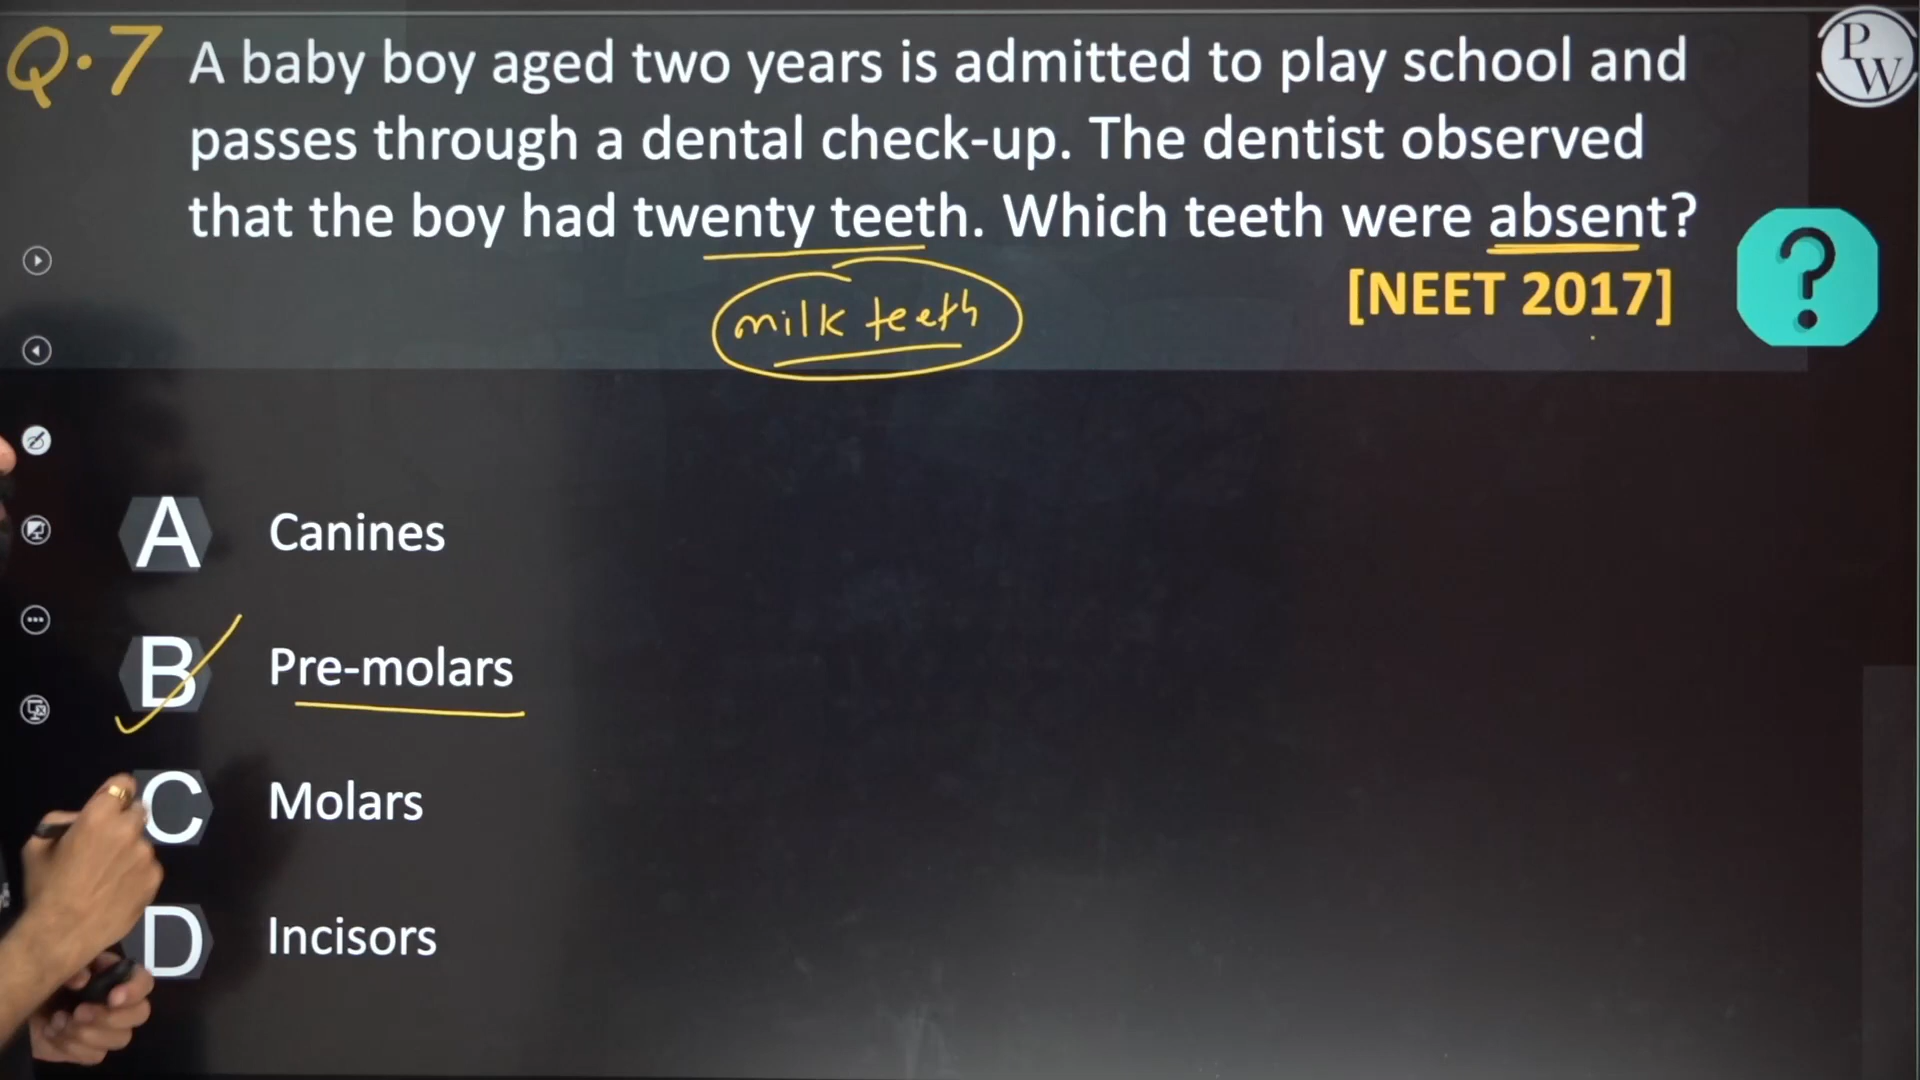 Q.7 A baby boy aged two years is admitted to play school and
passes through a dental check-up. The dentist observed
that the boy had twenty teeth. Which teeth were absent?
milk teeth
[NEET 2017]
A Canines
B Pre-molars
C Molars
D Incisors
PW
?